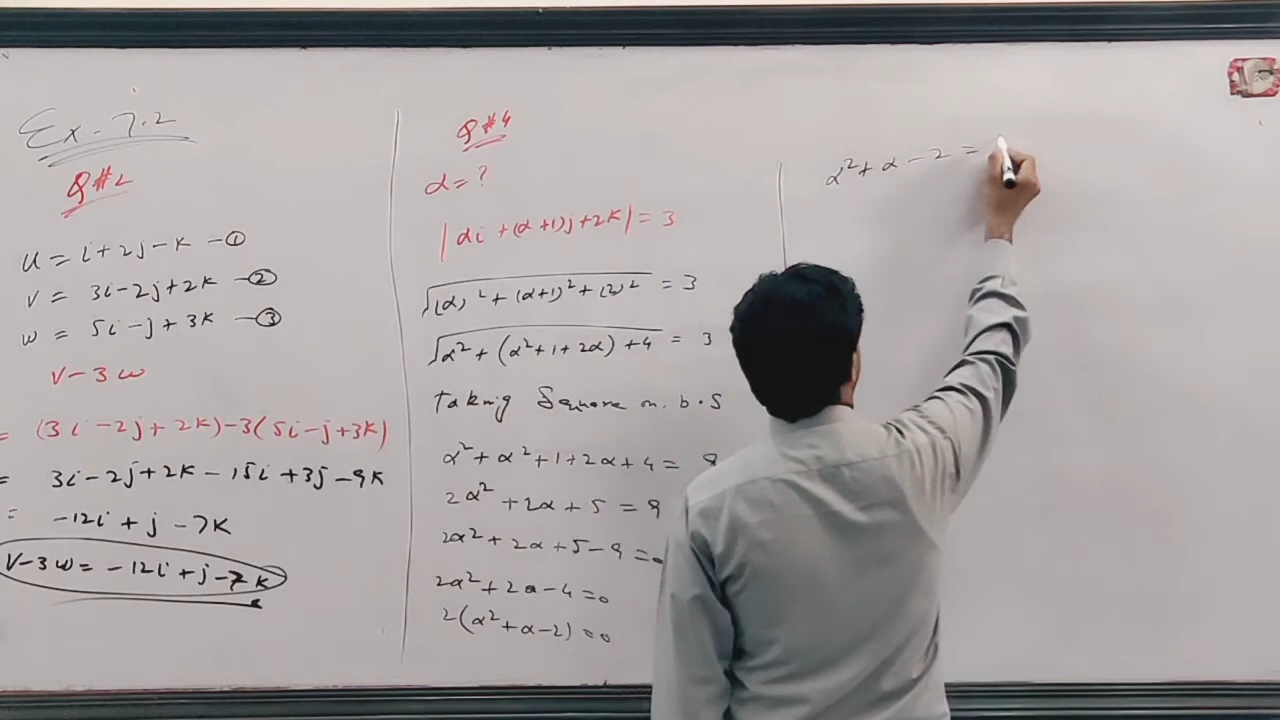 Ex-7.2
Q#2
u = i+2j-k -①
v = 3i-2j+2k -②
w = 5i-j+3k -③
v-3w
= (3i-2j+2k)-3(5i-j+3k)
= 3i-2j+2k-15i+3j-9k
= -12i+j-7k
v-3w = -12i+j-7k
Q#4
α=?
|αi+(α+1)j+2k|=3
√(α)²+(α+1)²+(2)² = 3
√α²+(α²+1+2α)+4 = 3
taking Square on. b.S
α²+α²+1+2α+4= 9
2α²+2α+5=9
2α²+2α+5-9=0
2α²+2α-4=0
2(α²+α-2)=0
α²+α-2=